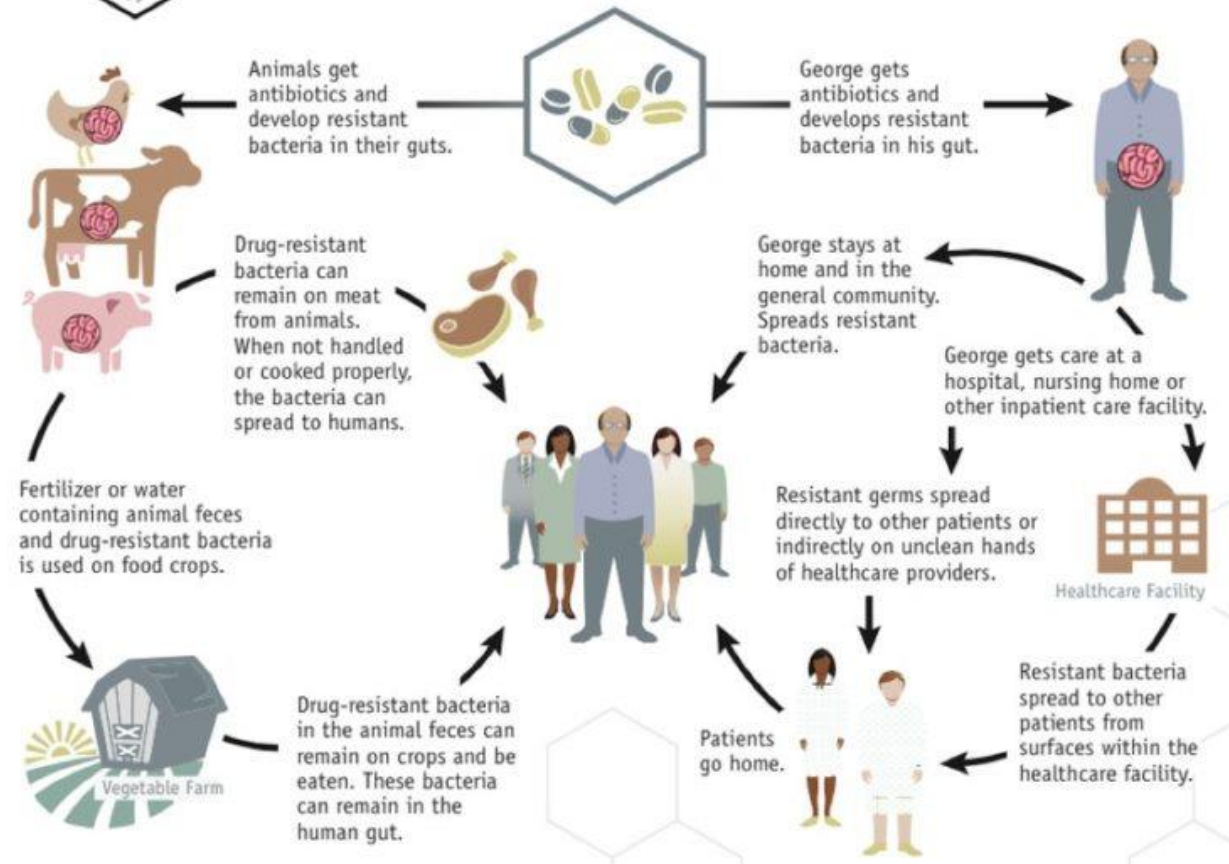 Animals get
antibiotics and
develop resistant
bacteria in their guts.
George gets
antibiotics and
develops resistant
bacteria in his gut.
Drug-resistant
bacteria can
remain on meat
from animals.
When not handled
or cooked properly,
the bacteria can
spread to humans.
George stays at
home and in the
general community.
Spreads resistant
bacteria.
George gets care at a
hospital, nursing home or
other inpatient care facility.
Fertilizer or water
containing animal feces
and drug-resistant bacteria
is used on food crops.
Resistant germs spread
directly to other patients or
indirectly on unclean hands
of healthcare providers.
Healthcare Facility
Vegetable Farm
Drug-resistant bacteria
in the animal feces can
remain on crops and be
eaten. These bacteria
can remain in the
human gut.
Patients
go home.
Resistant bacteria
spread to other
patients from
surfaces within the
healthcare facility.